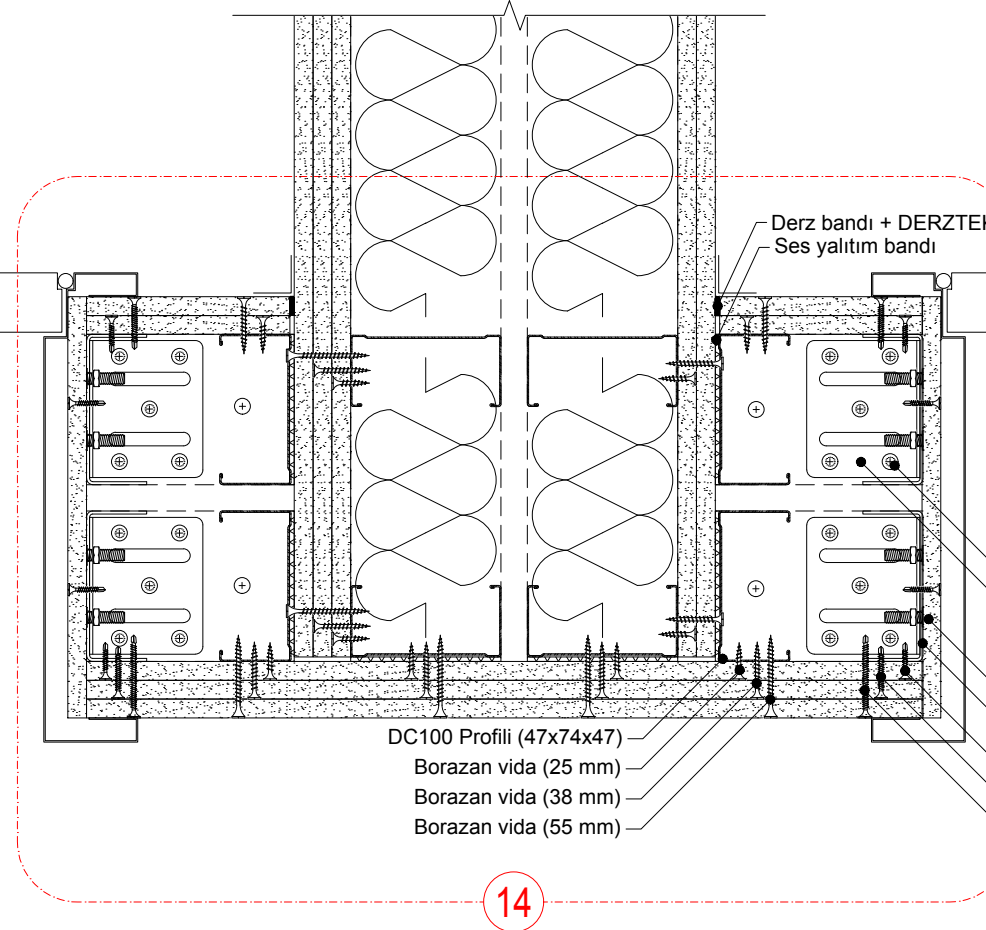 Derz bandı + DERZTEK
Ses yalıtım bandı
DC100 Profili (47x74x47)
Borazan vida (25 mm)
Borazan vida (38 mm)
Borazan vida (55 mm)
14